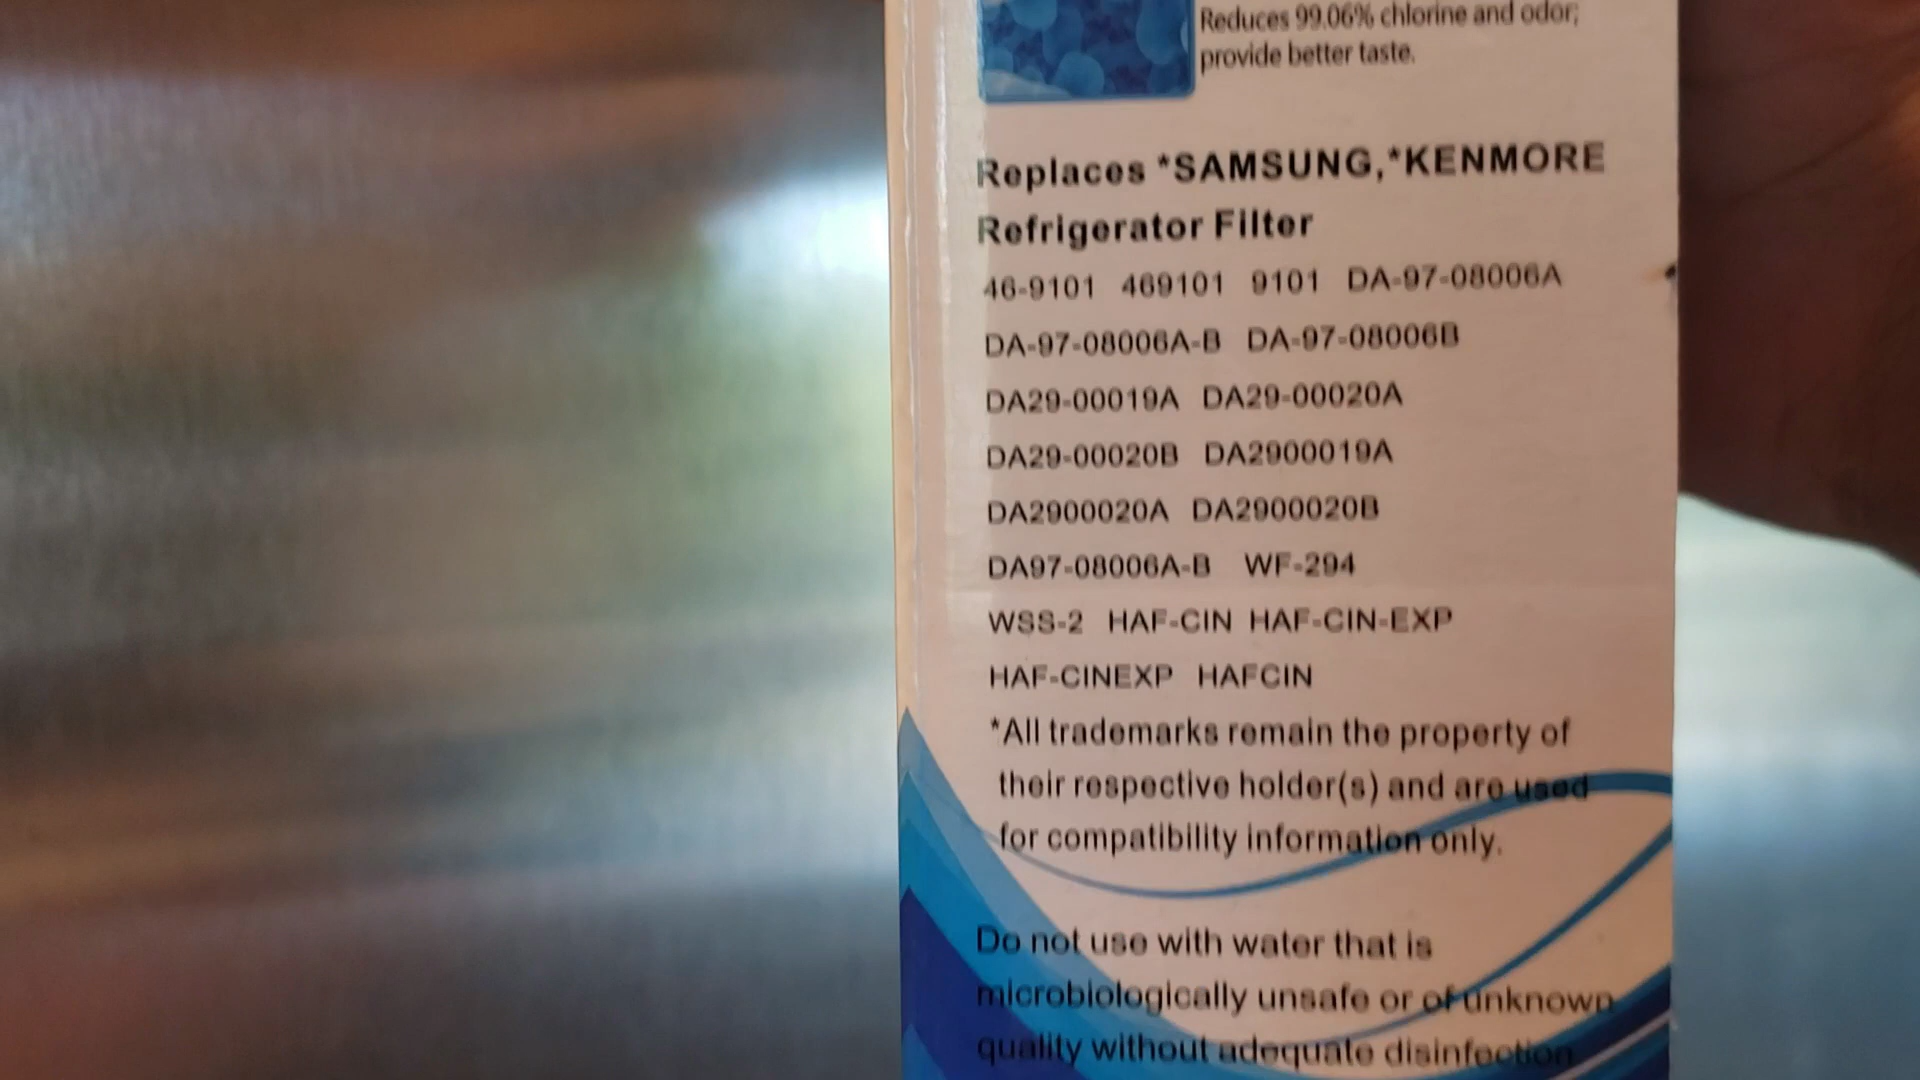 Reduces 99.06% chlorine and odor;
provide better taste.
Replaces *SAMSUNG,*KENMORE
Refrigerator Filter
46-9101 469101 9101 DA-97-08006A
DA-97-08006A-B DA-97-08006B
DA29-00019A DA29-00020A
DA29-00020B DA2900019A
DA2900020A DA2900020B
DA97-08006A-B WF-294
WSS-2 HAF-CIN HAF-CIN-EXP
HAF-CINEXP HAFCIN
*All trademarks remain the property of
their respective holder(s) and are used
for compatibility information only.
Do not use with water that is
microbiologically unsafe or of unknown
quality without adequate disinfection